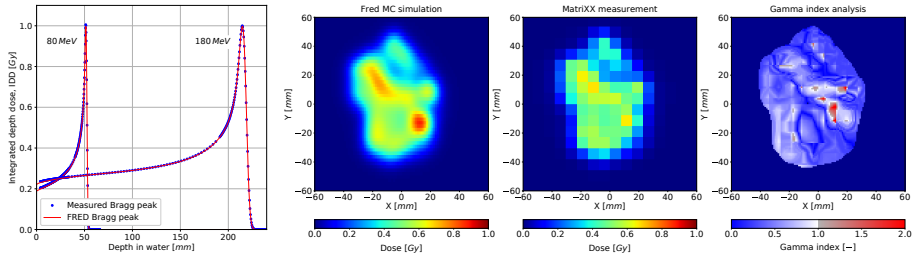 Integrated depth dose, IDD [Gy]
1.0
0.8
0.6
0.4
0.2
0.0
80 MeV
180 MeV
Measured Bragg peak
FRED Bragg peak
0 50 100 150 200
Depth in water [mm]
Fred MC simulation
Y [mm]
60
40
20
0
−20
−40
−60
−60 −40 −20 0 20 40 60
X [mm]
0.0 0.2 0.4 0.6 0.8 1.0
Dose [Gy]
MatriXX measurement
Y [mm]
60
40
20
0
−20
−40
−60
−60 −40 −20 0 20 40 60
X [mm]
0.0 0.2 0.4 0.6 0.8 1.0
Dose [Gy]
Gamma index analysis
Y [mm]
60
40
20
0
−20
−40
−60
−60 −40 −20 0 20 40 60
X [mm]
0.0 0.5 1.0 1.5 2.0
Gamma index [−]